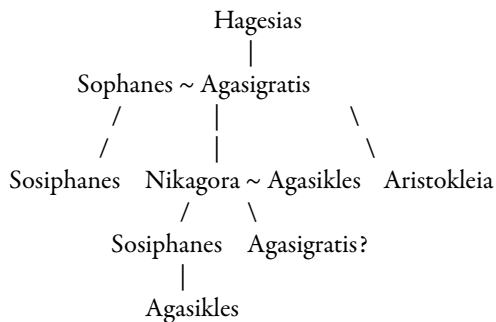 Hagesias
Sophanes ~ Agasigratis
Sosiphanes Nikagora ~ Agasikles Aristokleia
Sosiphanes Agasigratis?
Agasikles